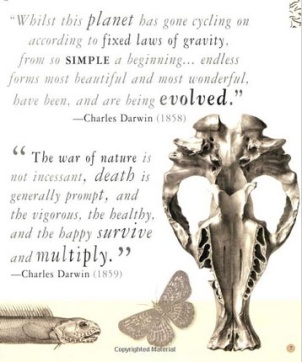 “Whilst this planet has gone cycling on
according to fixed laws of gravity,
from so SIMPLE a beginning... endless
forms most beautiful and most wonderful,
have been, and are being evolved.”
—Charles Darwin (1858)
“ The war of nature is
not incessant, death is
generally prompt, and
the vigorous, the healthy,
and the happy survive
and multiply.”
—Charles Darwin (1859)
Copyrighted Material